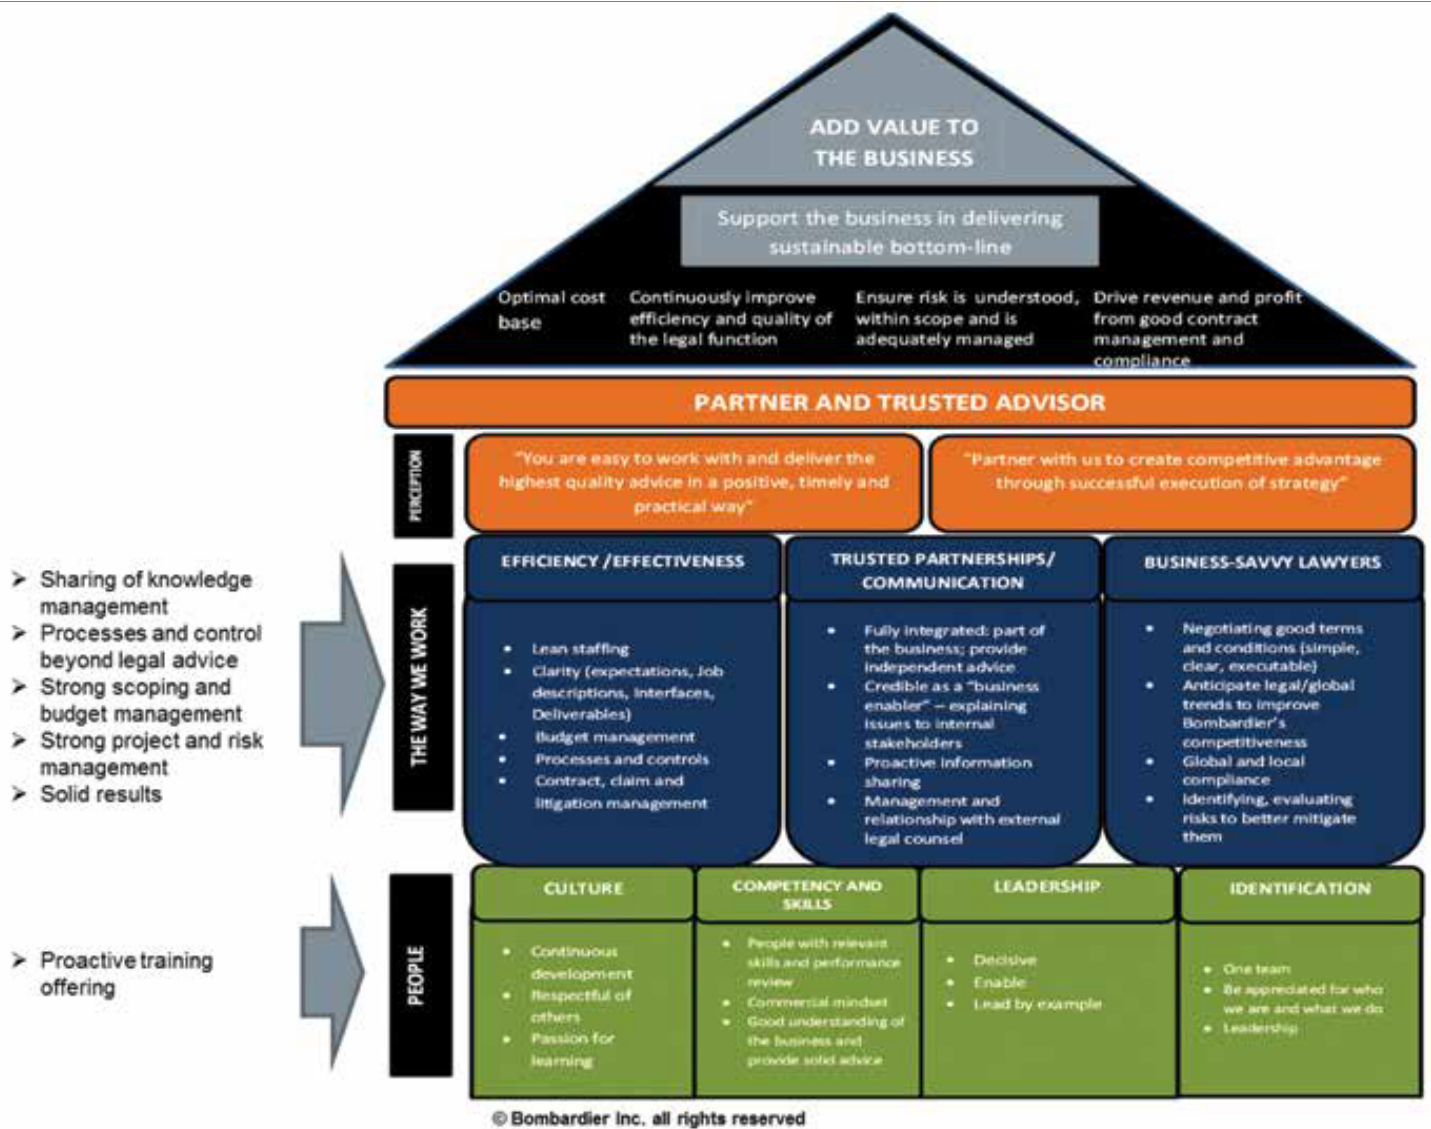 ADD VALUE TO
THE BUSINESS
Support the business in delivering
sustainable bottom-line
Optimal cost
base
Continuously improve
efficiency and quality of
the legal function
Ensure risk is understood,
within scope and is
adequately managed
Drive revenue and profit
from good contract
management and
compliance
PARTNER AND TRUSTED ADVISOR
PERCEPTION
"You are easy to work with and deliver the
highest quality advice in a positive, timely and
practical way"
"Partner with us to create competitive advantage
through successful execution of strategy"
➢ Sharing of knowledge
management
➢ Processes and control
beyond legal advice
➢ Strong scoping and
budget management
➢ Strong project and risk
management
➢ Solid results
THE WAY WE WORK
EFFICIENCY /EFFECTIVENESS
• Lean staffing
• Clarity (expectations, Job
descriptions, Interfaces,
Deliverables)
• Budget management
• Processes and controls
• Contract, claim and
litigation management
TRUSTED PARTNERSHIPS/
COMMUNICATION
• Fully integrated: part of
the business; provide
independent advice
• Credible as a "business
enabler" – explaining
issues to internal
stakeholders
• Proactive information
sharing
• Management and
relationship with external
legal counsel
BUSINESS-SAVVY LAWYERS
• Negotiating good terms
and conditions (simple,
clear, executable)
• Anticipate legal/global
trends to improve
Bombardier's
competitiveness
• Global and local
compliance
• Identifying, evaluating
risks to better mitigate
them
➢ Proactive training
offering
PEOPLE
CULTURE
• Continuous
development
• Respectful of
others
• Passion for
learning
COMPETENCY AND
SKILLS
• People with relevant
skills and performance
review
• Commercial mindset
• Good understanding of
the business and
provide solid advice
LEADERSHIP
• Decisive
• Enable
• Lead by example
IDENTIFICATION
• One team
• Be appreciated for who
we are and what we do
• Leadership
© Bombardier Inc. all rights reserved